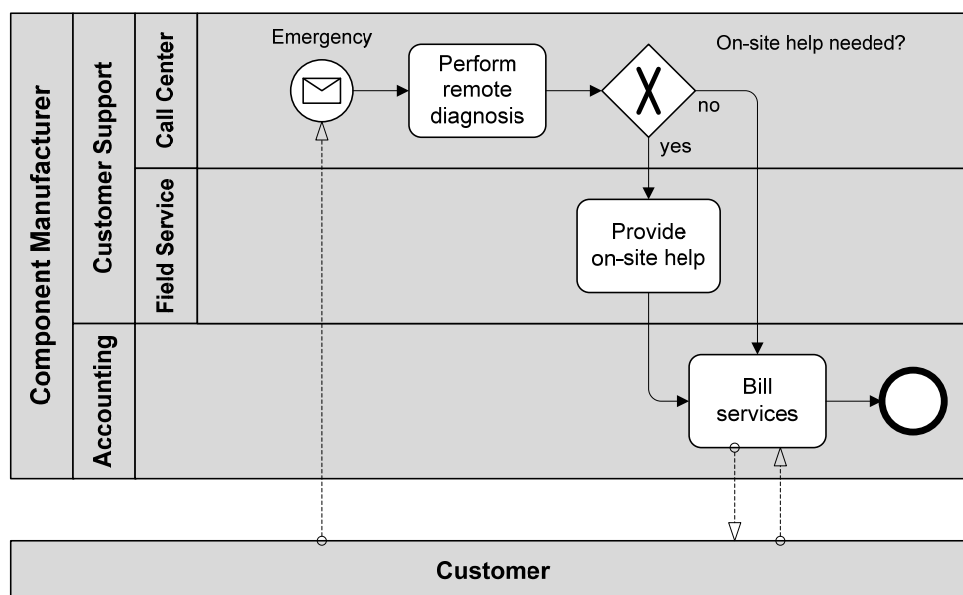 Component Manufacturer
Customer Support
Call Center
Emergency
Perform
remote
diagnosis
On-site help needed?
no
yes
Field Service
Provide
on-site help
Accounting
Bill
services
Customer